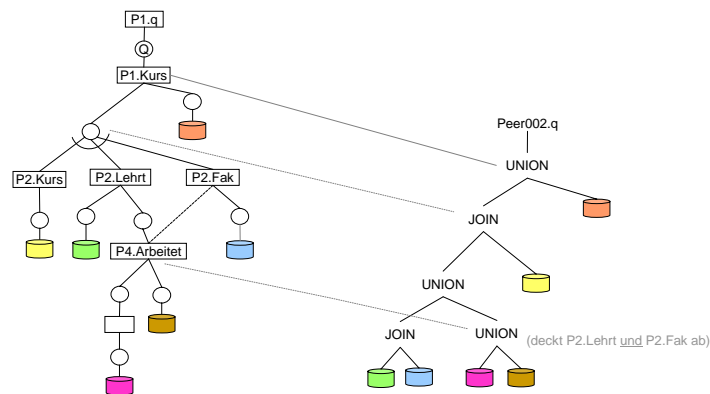 P1.q
Q
P1.Kurs
P2.Kurs
P2.Lehrt
P2.Fak
P4.Arbeitet
Peer002.q
UNION
JOIN
UNION
JOIN
UNION
(deckt P2.Lehrt und P2.Fak ab)